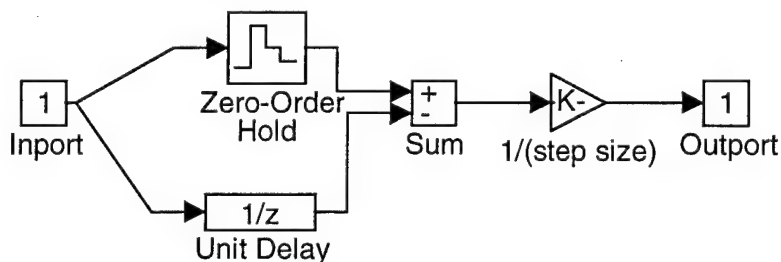 Zero-Order
Hold
1
Inport
+
-
Sum
K-
1/(step size)
1
Outport
1/z
Unit Delay